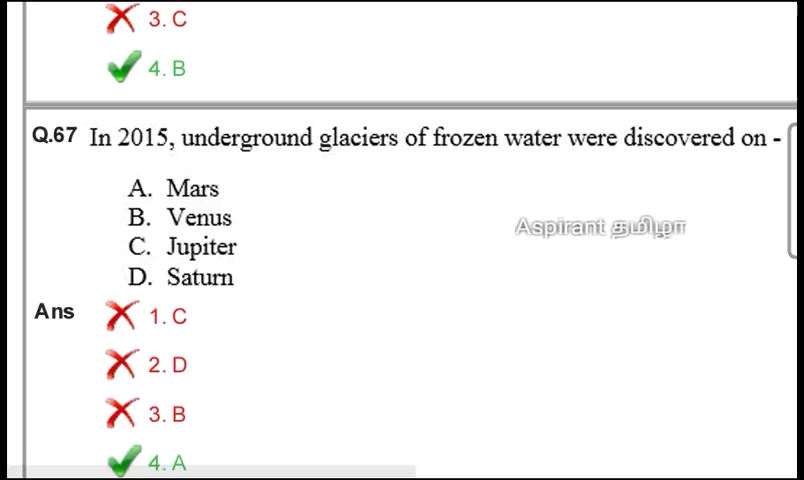 3. C
4. B
Q.67 In 2015, underground glaciers of frozen water were discovered on -
A. Mars
B. Venus
Aspirant தமிழா
C. Jupiter
D. Saturn
Ans 1. C
2. D
3. B
4. A